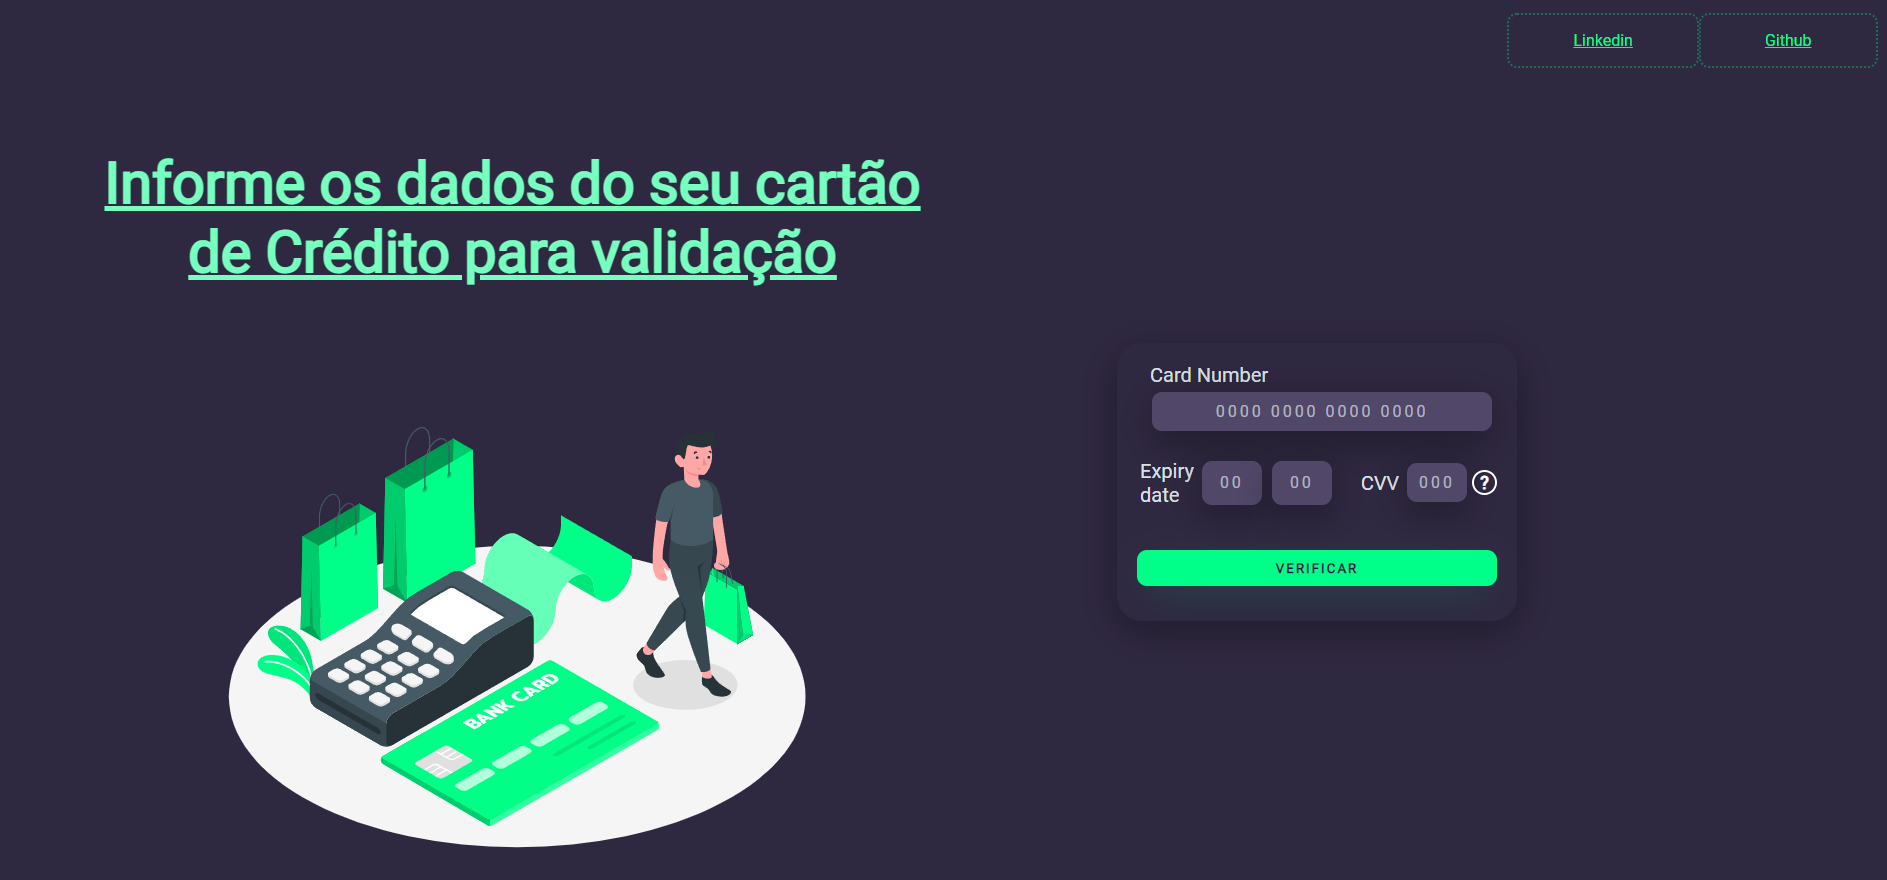 Linkedin
Github
Informe os dados do seu cartão
de Crédito para validação
Card Number
0000 0000 0000 0000
Expiry
date
00
00
CVV
000
?
VERIFICAR
BANK CARD